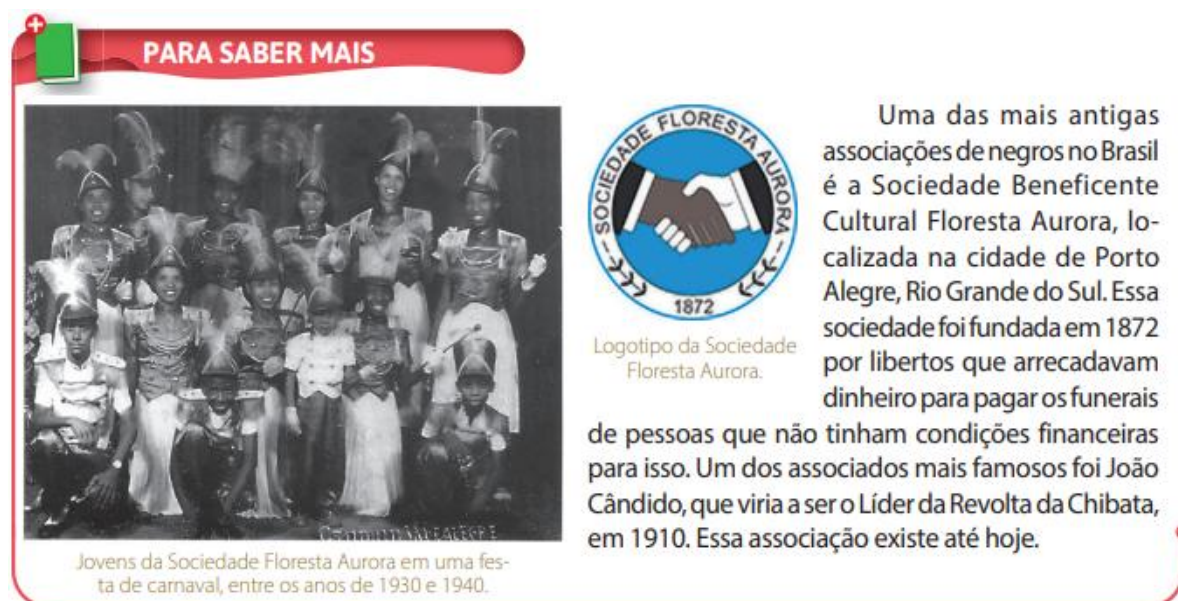 PARA SABER MAIS
SOCIEDADE FLORESTA AURORA
1872
Logotipo da Sociedade
Floresta Aurora.
Uma das mais antigas
associações de negros no Brasil
é a Sociedade Beneficente
Cultural Floresta Aurora, lo-
calizada na cidade de Porto
Alegre, Rio Grande do Sul. Essa
sociedade foi fundada em 1872
por libertos que arrecadavam
dinheiro para pagar os funerais
de pessoas que não tinham condições financeiras
para isso. Um dos associados mais famosos foi João
Cândido, que viria a ser o Líder da Revolta da Chibata,
em 1910. Essa associação existe até hoje.
Jovens da Sociedade Floresta Aurora em uma fes-
ta de carnaval, entre os anos de 1930 e 1940.